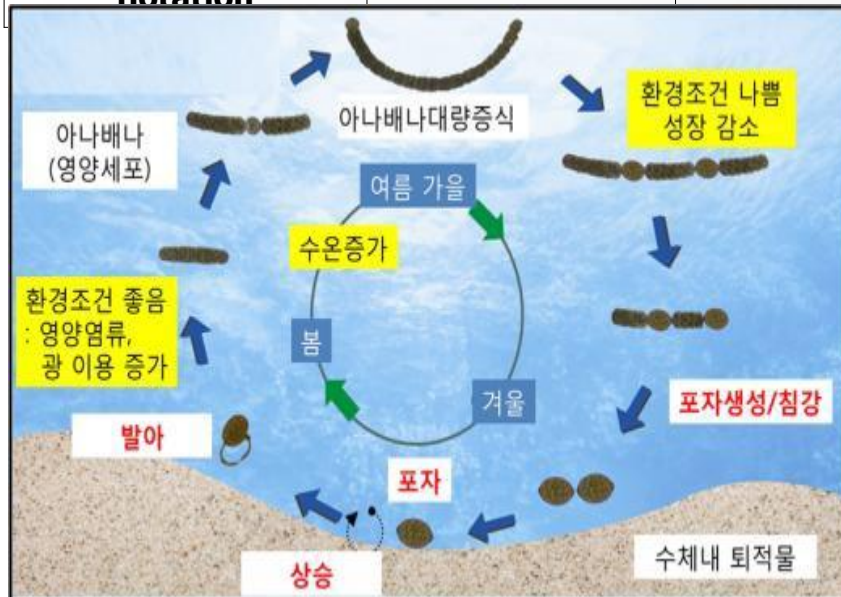 아나배나대량증식
환경조건 나쁨
성장 감소
아나배나
(영양세포)
여름 가을
수온증가
환경조건 좋음
: 영양염류,
광 이용 증가
봄
겨울
포자생성/침강
발아
포자
상승
수체내 퇴적물